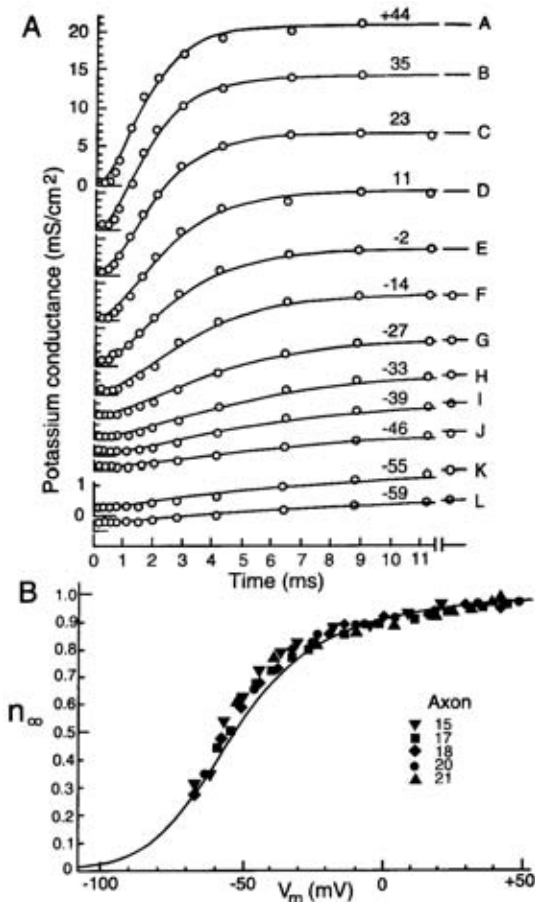 A
Potassium conductance (mS/cm²)
20
15
10
5
0
1
0
+44 A
35 B
23 C
11 D
-2 E
-14 F
-27 G
-33 H
-39 I
-46 J
-55 K
-59 L
0 1 2 3 4 5 6 7 8 9 10 11
Time (ms)
B
n∞
1.0
0.9
0.8
0.7
0.6
0.5
0.4
0.3
0.2
0.1
0
Axon
15
17
18
20
21
-100 -50 0 +50
Vm (mV)